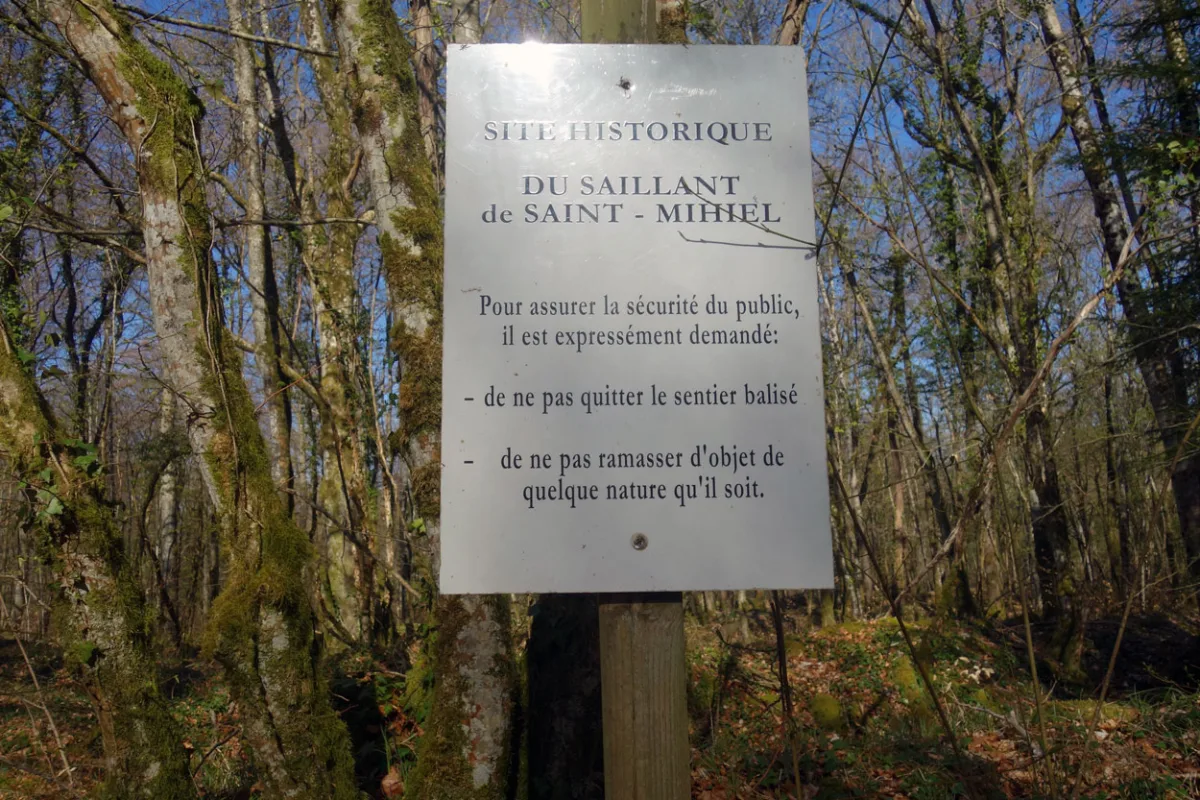 SITE HISTORIQUE
DU SAILLANT
de SAINT - MIHIEL
Pour assurer la sécurité du public,
il est expressément demandé:
- de ne pas quitter le sentier balisé
- de ne pas ramasser d'objet de
quelque nature qu'il soit.